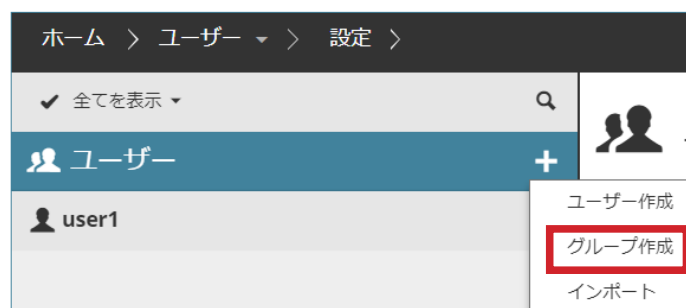 ホーム > ユーザー ▾ > 設定 >
✔ 全てを表示 ▾
ユーザー +
user1
ユーザー作成
グループ作成
インポート